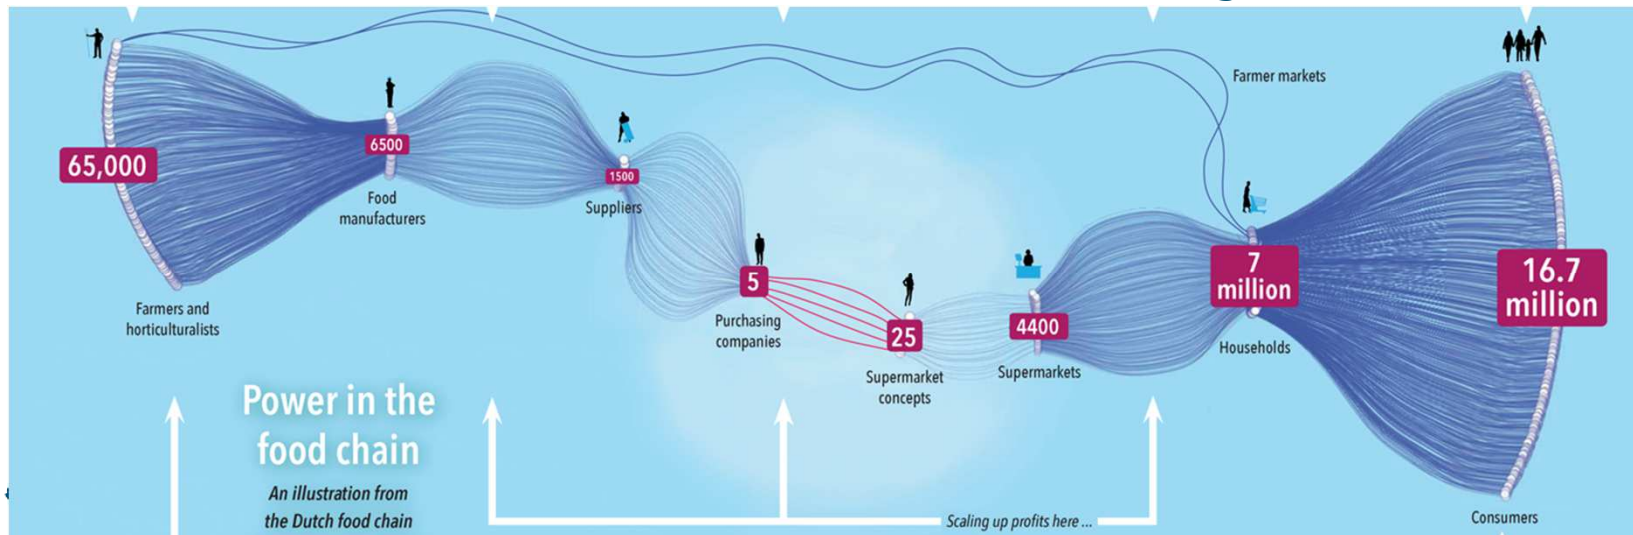 Farmer markets
65,000
6500
1500
5
25
4400
7
million
16.7
million
Farmers and
horticulturalists
Food
manufacturers
Suppliers
Purchasing
companies
Supermarket
concepts
Supermarkets
Households
Consumers
Power in the
food chain
An illustration from
the Dutch food chain
Scaling up profits here ...